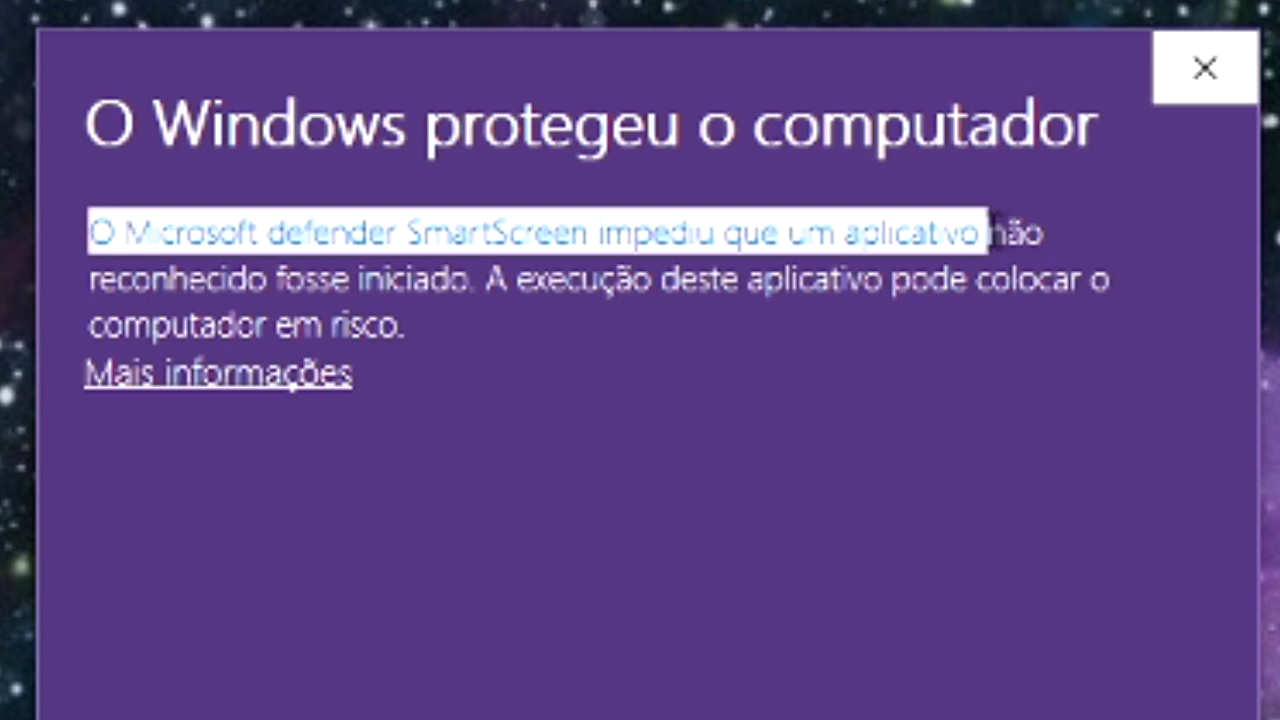 O Windows protegeu o computador
O Microsoft defender SmartScreen impediu que um aplicativo não
reconhecido fosse iniciado. A execução deste aplicativo pode colocar o
computador em risco.
Mais informações